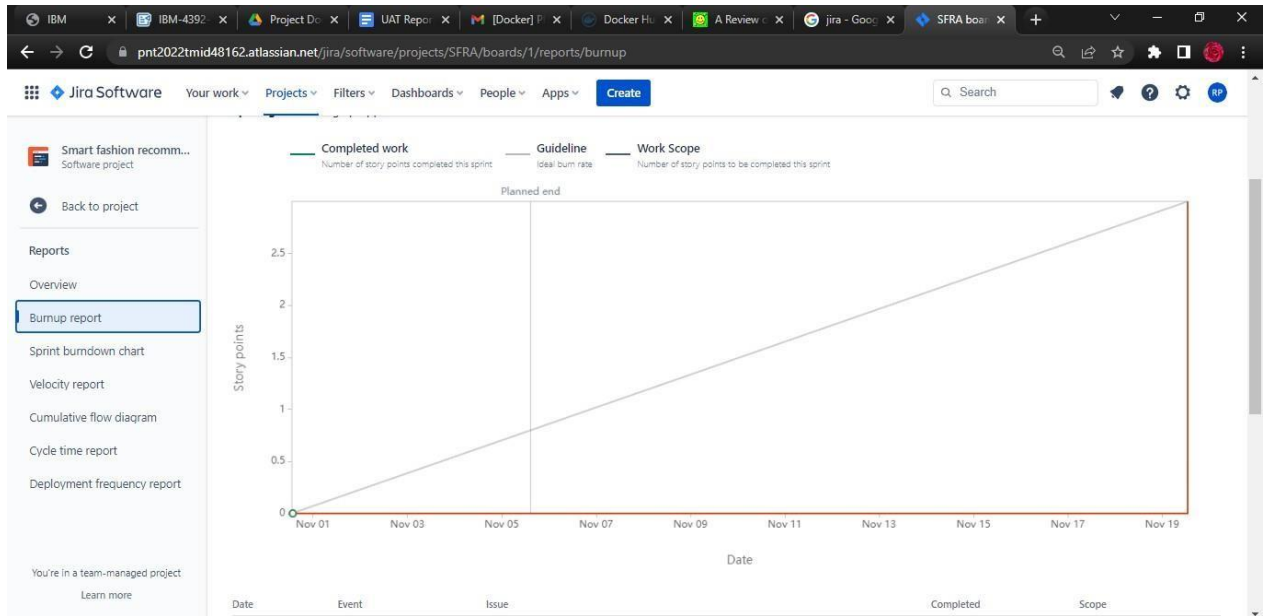 IBM
IBM-4392-
Project Do
UAT Repor
[Docker] P
Docker Hu
A Review o
jira - Goog
SFRA boar
pnt2022tmid48162.atlassian.net/jira/software/projects/SFRA/boards/1/reports/burnup
Jira Software Your work Projects Filters Dashboards People Apps Create Search RP
Smart fashion recomm...
Software project
Back to project
Reports
Overview
Burnup report
Sprint burndown chart
Velocity report
Cumulative flow diagram
Cycle time report
Deployment frequency report
You're in a team-managed project
Learn more
Completed work
Number of story points completed this sprint
Guideline
Ideal burn rate
Work Scope
Number of story points to be completed this sprint
Planned end
Story points
2.5
2
1.5
1
0.5
0
Nov 01 Nov 03 Nov 05 Nov 07 Nov 09 Nov 11 Nov 13 Nov 15 Nov 17 Nov 19
Date
Date Event Issue Completed Scope